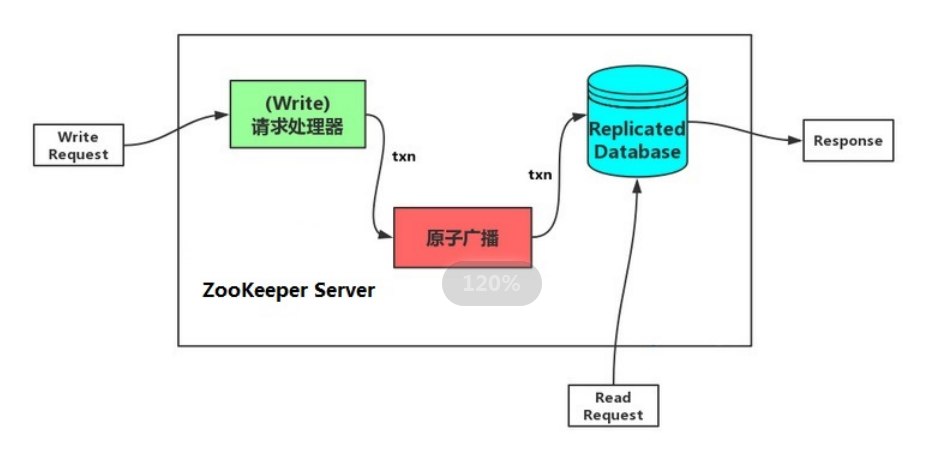 Write
Request
(Write)
请求处理器
txn
原子广播
txn
Replicated
Database
Response
ZooKeeper Server
120%
Read
Request